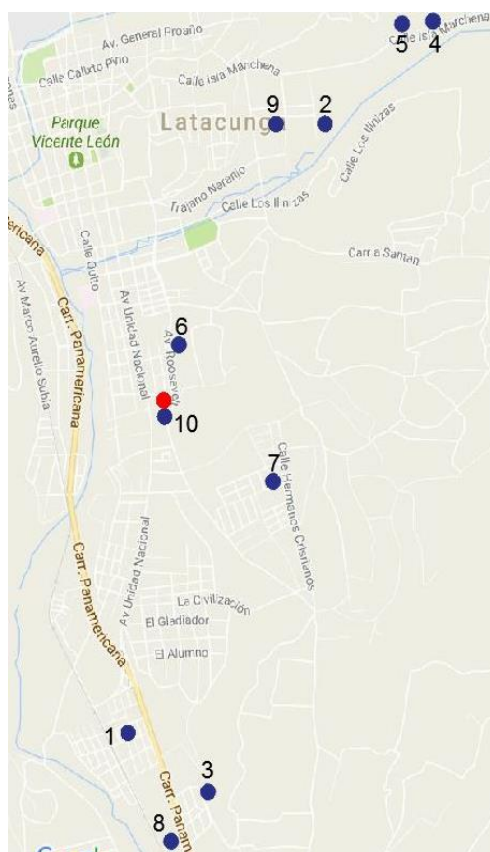 Calle Isla Marchena
5
4
Av. General Proaño
Calle Calixto Pino
Calle Isla Marchena
9
2
Parque
Vicente León
Latacunga
Calle Los Ilinizas
Trajano Naranjo
Calle Los Ilinizas
Calle Quito
Carr a Santan
Av Marco Aurelio Subia
Carr. Panamericana
Av Unidad Nacional
6
Av. Roosevelt
10
7
Calle Hermanos Cristianos
Av Unidad Nacional
Carr. Panamericana
La Civilización
El Gladiador
El Alumno
1
3
Carr. Panam
8